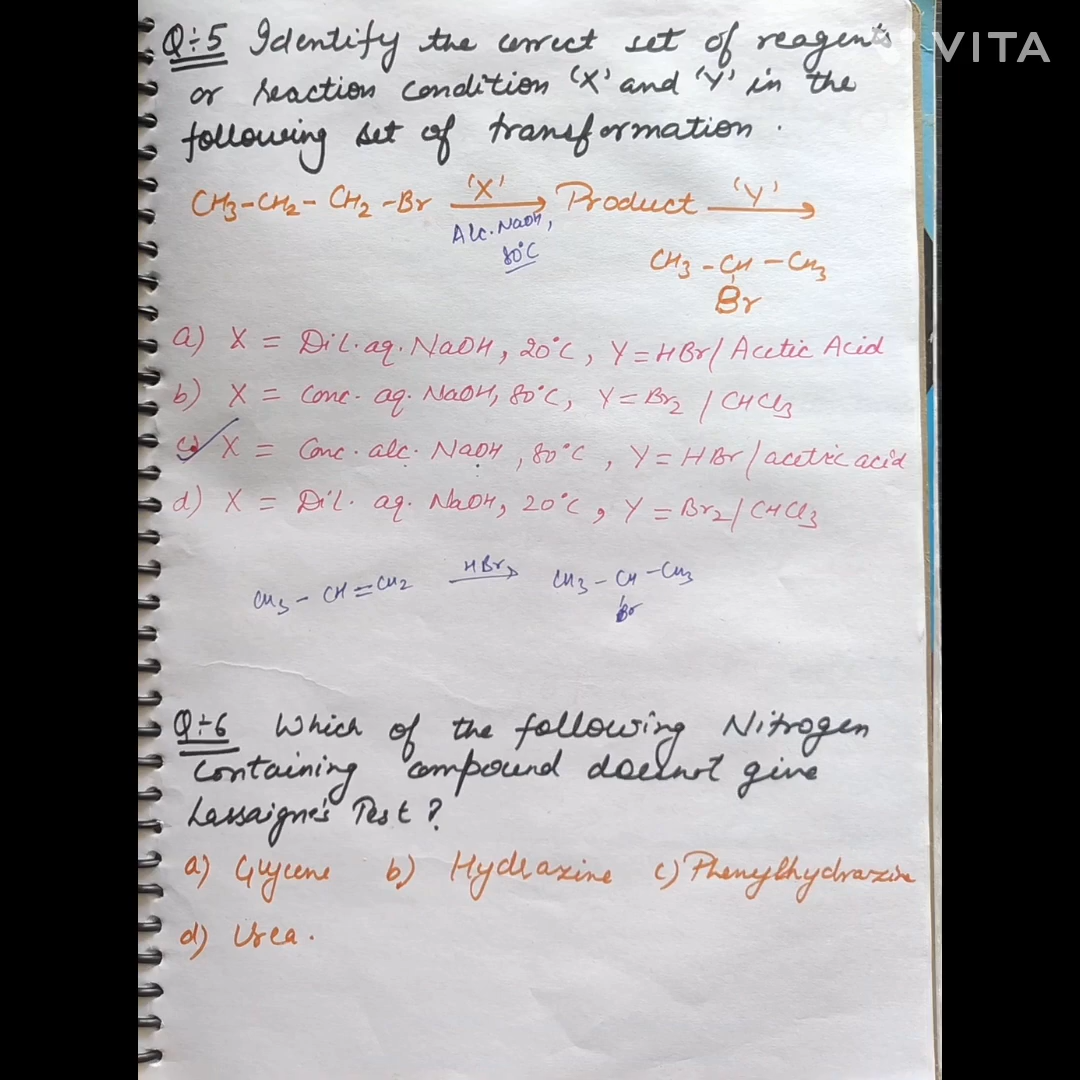 VITA
Q÷5 Identify the correct set of reagents
or reaction condition 'X' and 'Y' in the
following set of transformation.
CH3-CH2-CH2-Br 'X' → Product 'Y' →
Alc. NaOH,
80°C
CH3-CH-CH3
Br
a) X = Dil. aq. NaOH, 20°C, Y=HBr/Acetic Acid
b) X = Conc. aq. NaOH, 80°C, Y=Br2/CHCl3
c) X = Conc. alc. NaOH, 80°C, Y=HBr/acetic acid
d) X = Dil. aq. NaOH, 20°C, Y=Br2/CHCl3
CH3-CH=CH2 HBr → CH3-CH-CH3
Br
Q÷6 Which of the following Nitrogen
containing compound doesnot give
Lassaigne's Test?
a) Glycene b) Hydrazine c) Phenylhydrazine
d) Urea.